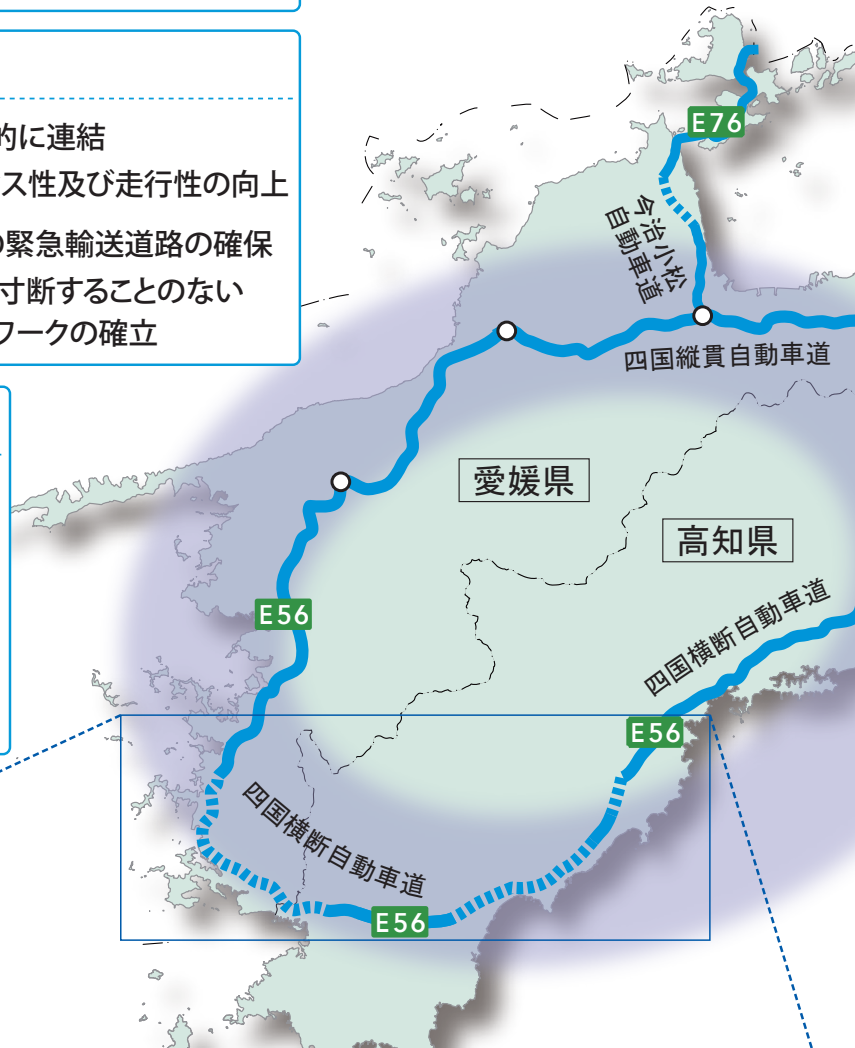 的に連結
ス性及び走行性の向上
の緊急輸送道路の確保
寸断することのない
ワークの確立
E76
今治小松
自動車道
四国縦貫自動車道
愛媛県
高知県
E56
四国横断自動車道
E56
四国横断自動車道
E56